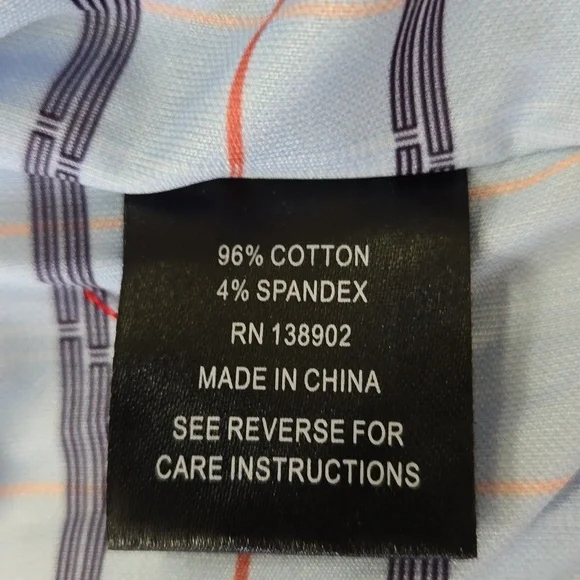 96% COTTON
4% SPANDEX
RN 138902
MADE IN CHINA
SEE REVERSE FOR
CARE INSTRUCTIONS